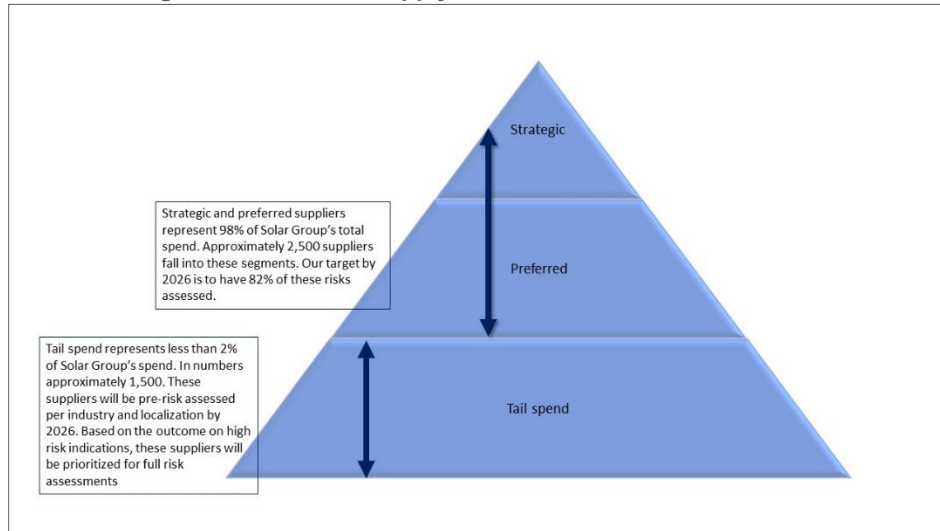 Strategic
Strategic and preferred suppliers
represent 98% of Solar Group's total
spend. Approximately 2,500 suppliers
fall into these segments. Our target by
2026 is to have 82% of these risks
assessed.
Preferred
Tail spend represents less than 2%
of Solar Group's spend. In numbers
approximately 1,500. These
suppliers will be pre-risk assessed
per industry and localization by
2026. Based on the outcome on high
risk indications, these suppliers will
be prioritized for full risk
assessments
Tail spend